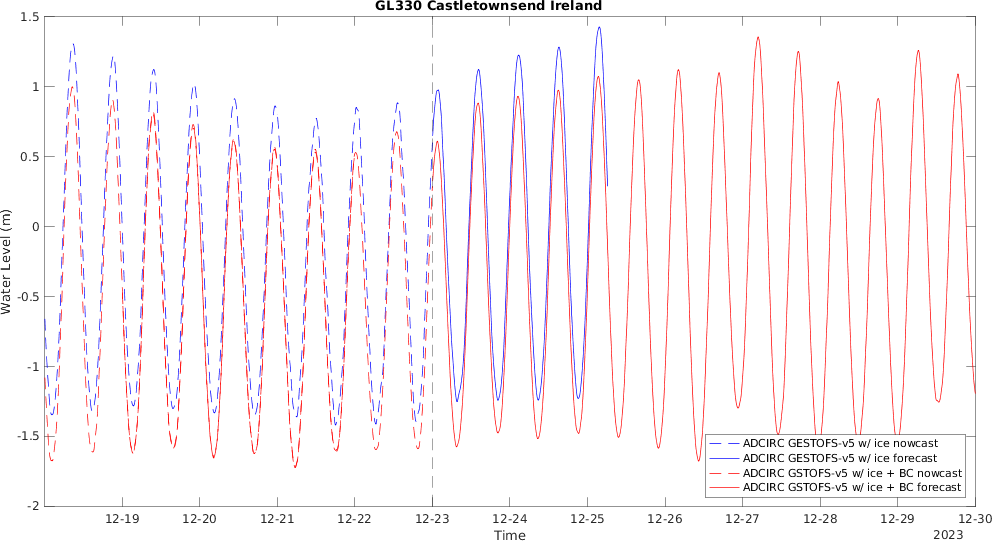 GL330 Castletownsend Ireland
1.5
1
0.5
0
-0.5
-1
-1.5
-2
Water Level (m)
12-19 12-20 12-21 12-22 12-23 12-24 12-25 12-26 12-27 12-28 12-29 12-30
Time
2023
ADCIRC GESTOFS-v5 w/ ice nowcast
ADCIRC GESTOFS-v5 w/ ice forecast
ADCIRC GSTOFS-v5 w/ ice + BC nowcast
ADCIRC GSTOFS-v5 w/ ice + BC forecast